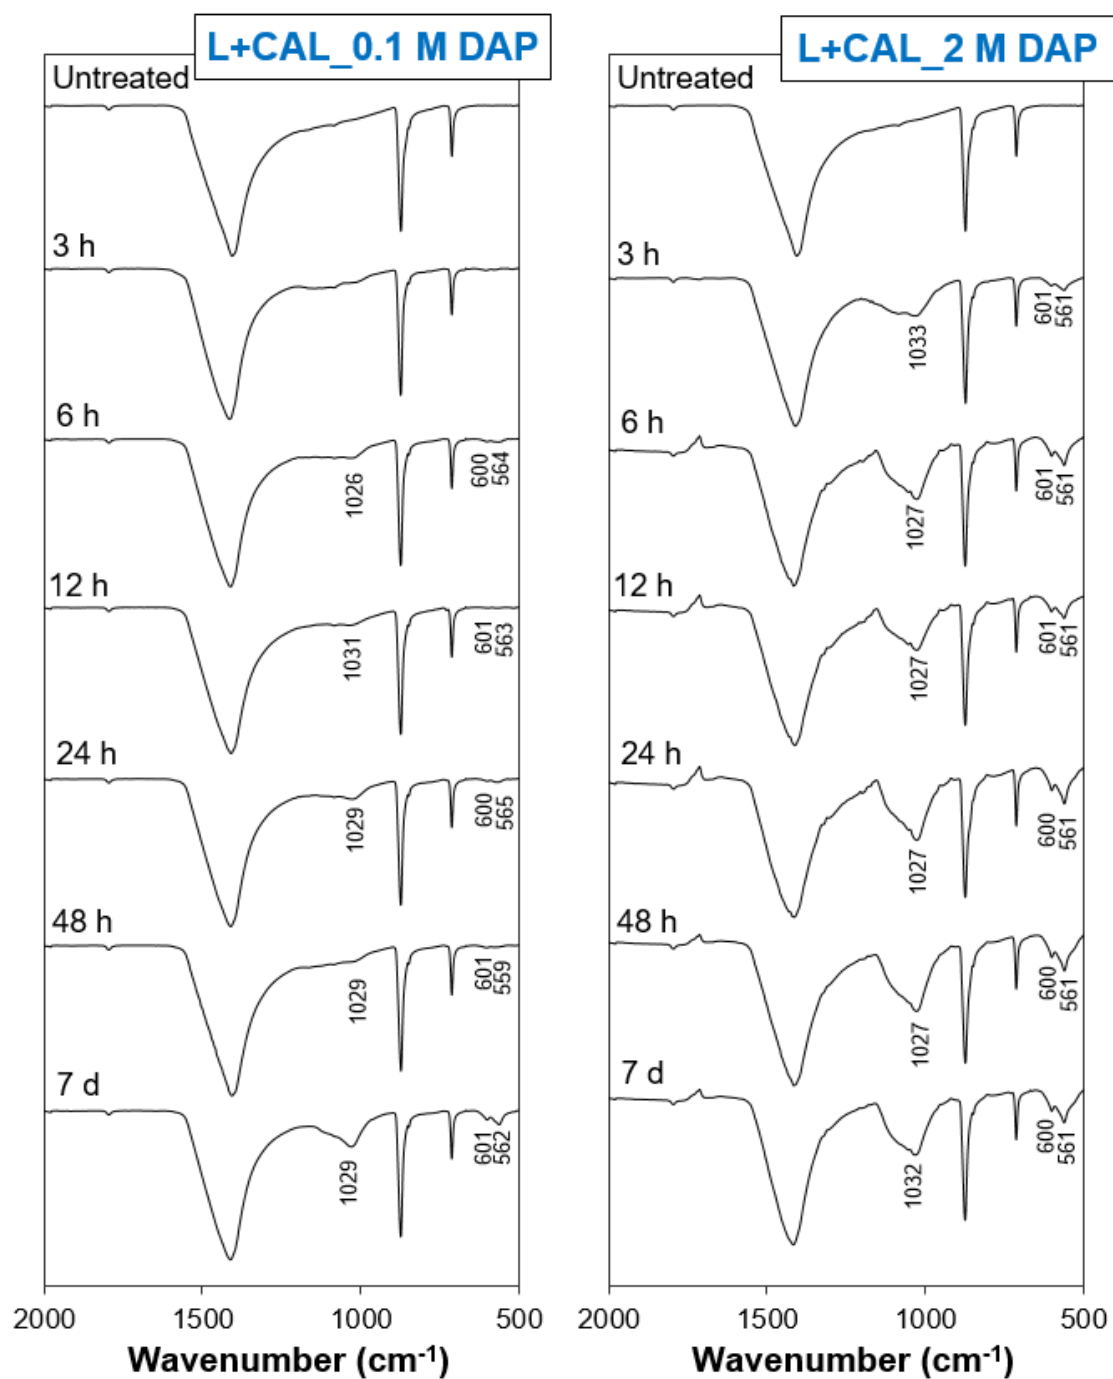 L+CAL_0.1 M DAP
Untreated
3 h
6 h
1026
600
564
12 h
1031
601
563
24 h
1029
600
565
48 h
1029
601
559
7 d
1029
601
562
2000 1500 1000 500
Wavenumber (cm-1)
L+CAL_2 M DAP
Untreated
3 h
1033
601
561
6 h
1027
601
561
12 h
1027
601
561
24 h
1027
600
561
48 h
1027
600
561
7 d
1032
600
561
2000 1500 1000 500
Wavenumber (cm-1)